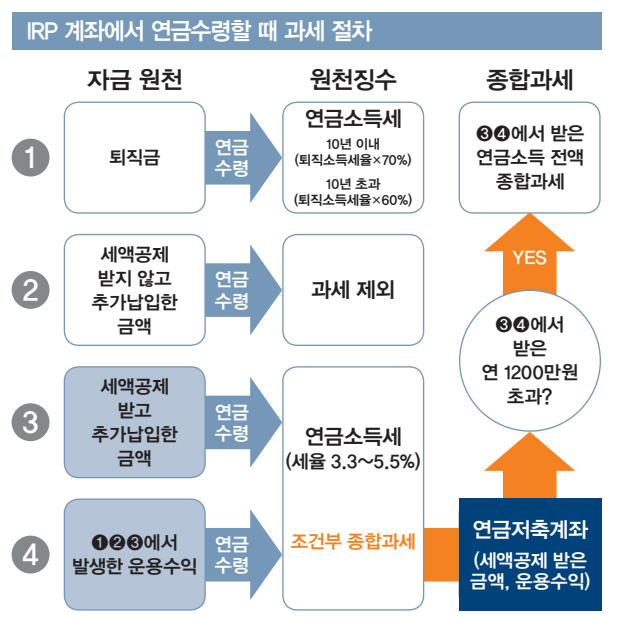 IRP 계좌에서 연금수령할 때 과세 절차
자금 원천
원천징수
종합과세
1
퇴직금
연금
수령
연금소득세
10년 이내
(퇴직소득세율×70%)
10년 초과
(퇴직소득세율×60%)
❸❹에서 받은
연금소득 전액
종합과세
2
세액공제
받지 않고
추가납입한
금액
연금
수령
과세 제외
YES
❸❹에서
받은
연 1200만원
초과?
3
세액공제
받고
추가납입한
금액
연금
수령
연금소득세
(세율 3.3~5.5%)
4
❶❷❸에서
발생한 운용수익
연금
수령
조건부 종합과세
연금저축계좌
(세액공제 받은
금액, 운용수익)